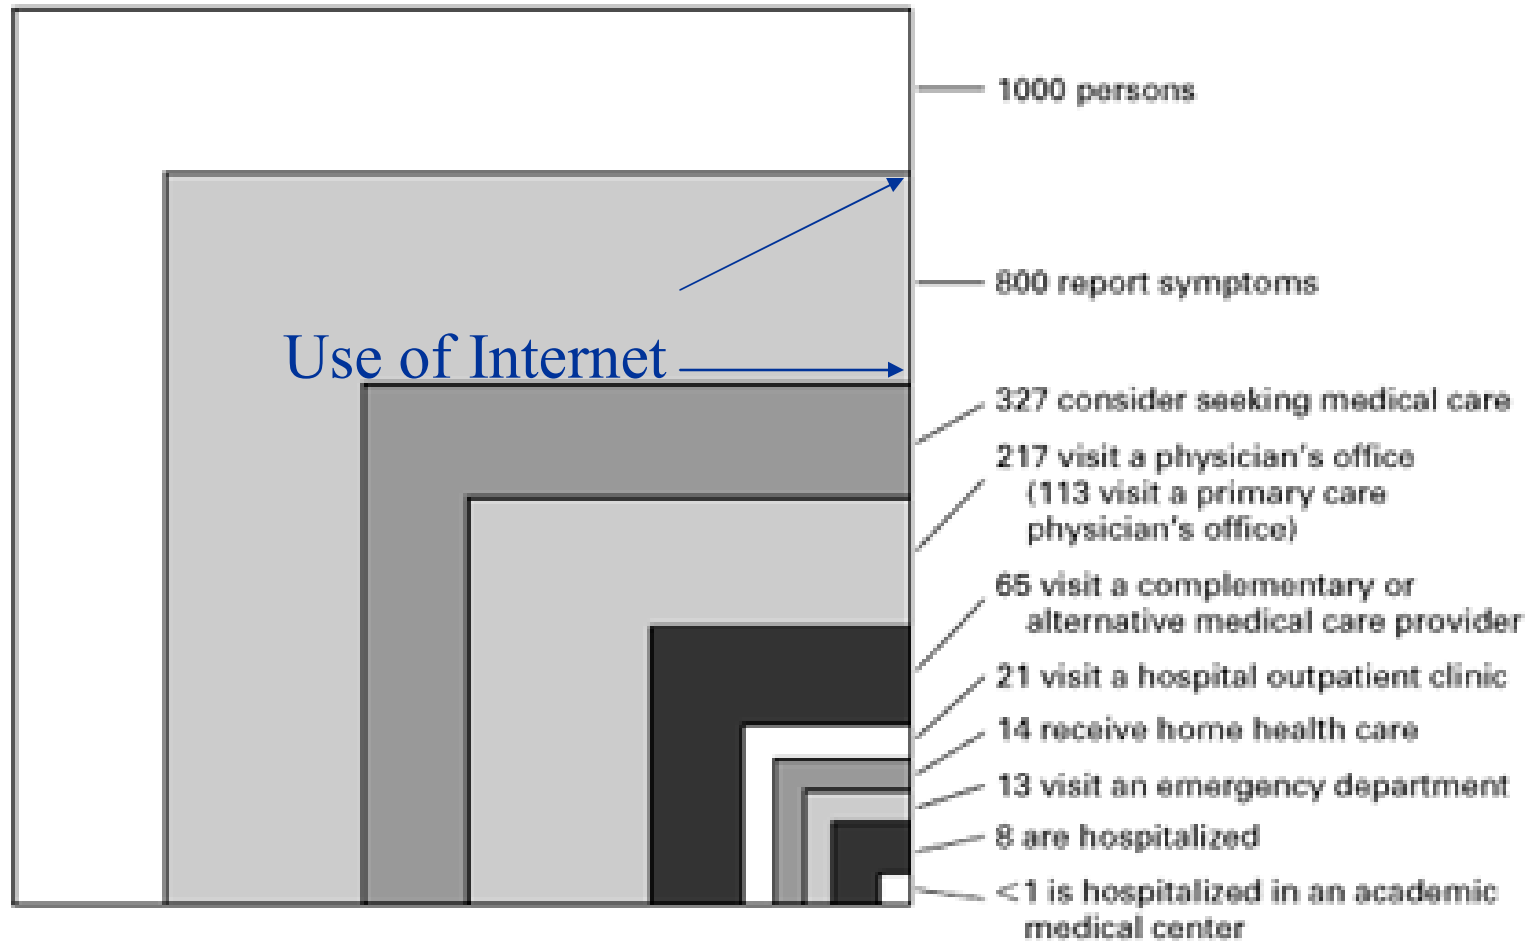 1000 persons
800 report symptoms
Use of Internet
327 consider seeking medical care
217 visit a physician's office
(113 visit a primary care
physician's office)
65 visit a complementary or
alternative medical care provider
21 visit a hospital outpatient clinic
14 receive home health care
13 visit an emergency department
8 are hospitalized
<1 is hospitalized in an academic
medical center